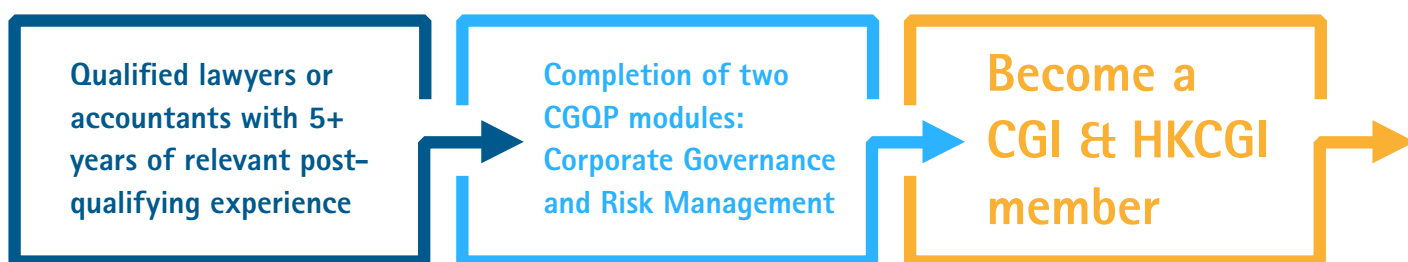 Qualified lawyers or
accountants with 5+
years of relevant post-
qualifying experience
Completion of two
CGQP modules:
Corporate Governance
and Risk Management
Become a
CGI & HKCGI
member